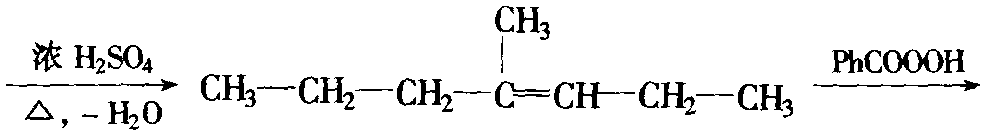 CH₃
浓 H₂SO₄
△, － H₂O
CH₃—CH₂—CH₂—C=CH—CH₂—CH₃
PhCOOOH